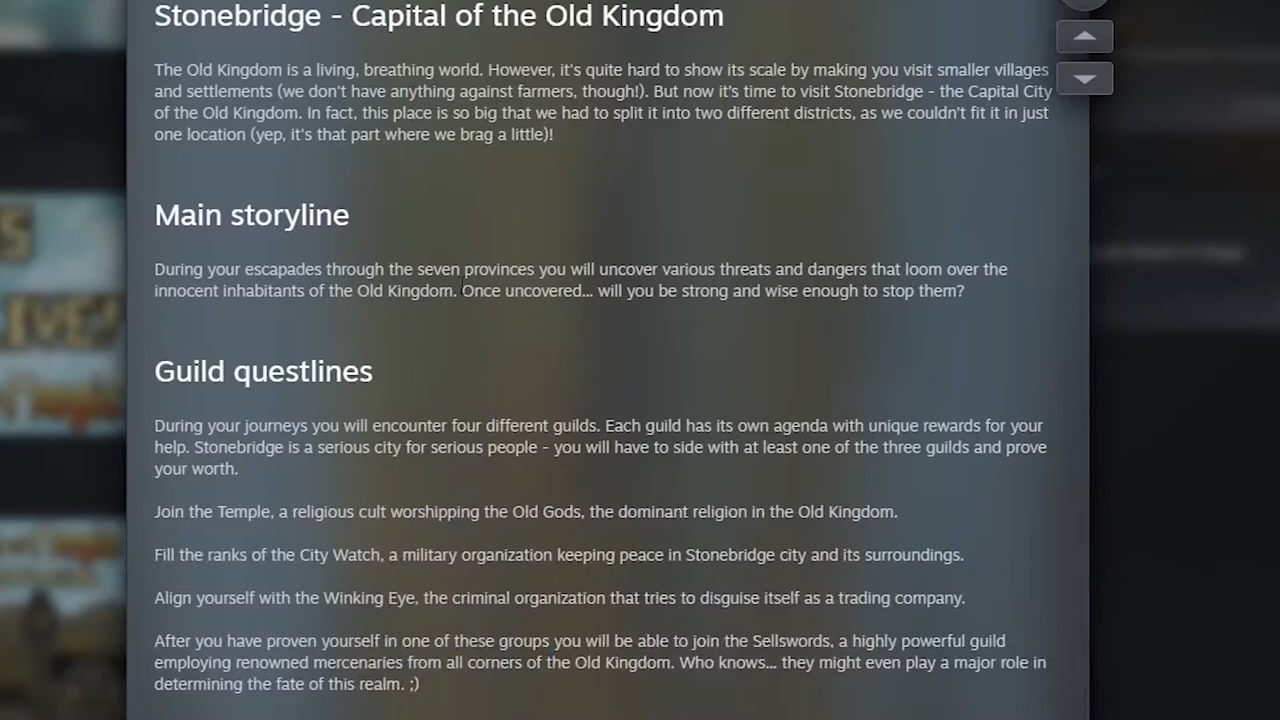 Stonebridge - Capital of the Old Kingdom
The Old Kingdom is a living, breathing world. However, it's quite hard to show its scale by making you visit smaller villages
and settlements (we don't have anything against farmers, though!). But now it's time to visit Stonebridge - the Capital City
of the Old Kingdom. In fact, this place is so big that we had to split it into two different districts, as we couldn't fit it in just
one location (yep, it's that part where we brag a little)!
Main storyline
During your escapades through the seven provinces you will uncover various threats and dangers that loom over the
innocent inhabitants of the Old Kingdom. Once uncovered... will you be strong and wise enough to stop them?
Guild questlines
During your journeys you will encounter four different guilds. Each guild has its own agenda with unique rewards for your
help. Stonebridge is a serious city for serious people - you will have to side with at least one of the three guilds and prove
your worth.
Join the Temple, a religious cult worshipping the Old Gods, the dominant religion in the Old Kingdom.
Fill the ranks of the City Watch, a military organization keeping peace in Stonebridge city and its surroundings.
Align yourself with the Winking Eye, the criminal organization that tries to disguise itself as a trading company.
After you have proven yourself in one of these groups you will be able to join the Sellswords, a highly powerful guild
employing renowned mercenaries from all corners of the Old Kingdom. Who knows... they might even play a major role in
determining the fate of this realm. ;)